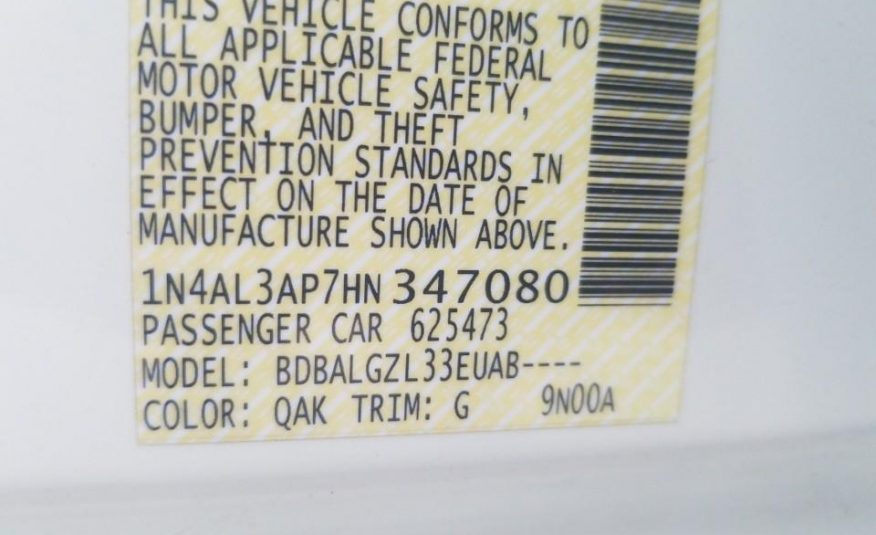 THIS VEHICLE CONFORMS TO
ALL APPLICABLE FEDERAL
MOTOR VEHICLE SAFETY,
BUMPER, AND THEFT
PREVENTION STANDARDS IN
EFFECT ON THE DATE OF
MANUFACTURE SHOWN ABOVE.
1N4AL3AP7HN347080
PASSENGER CAR 625473
MODEL: BDBALGZL33EUAB----
COLOR: QAK TRIM: G 9N00A